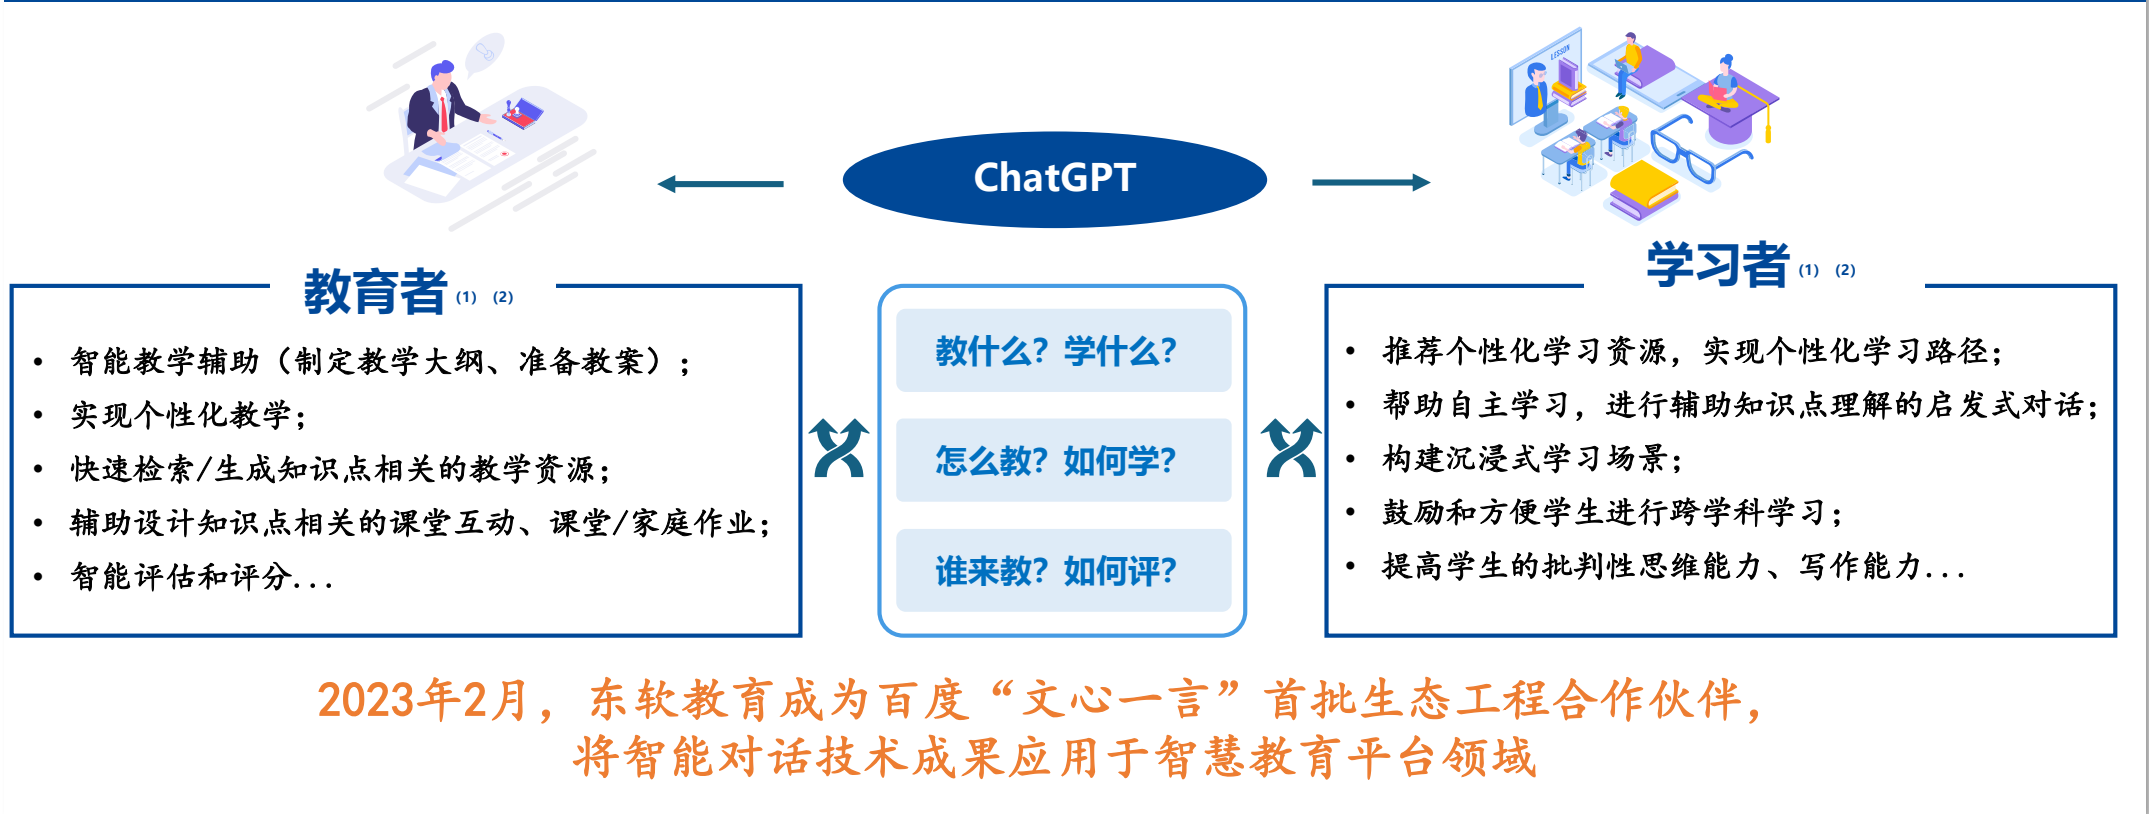 LESSON
ChatGPT
教育者 (1) (2)
• 智能教学辅助（制定教学大纲、准备教案）；
• 实现个性化教学；
• 快速检索/生成知识点相关的教学资源；
• 辅助设计知识点相关的课堂互动、课堂/家庭作业；
• 智能评估和评分...
教什么？学什么？
怎么教？如何学？
谁来教？如何评？
学习者 (1) (2)
• 推荐个性化学习资源，实现个性化学习路径；
• 帮助自主学习，进行辅助知识点理解的启发式对话；
• 构建沉浸式学习场景；
• 鼓励和方便学生进行跨学科学习；
• 提高学生的批判性思维能力、写作能力...
2023年2月，东软教育成为百度“文心一言”首批生态工程合作伙伴，
将智能对话技术成果应用于智慧教育平台领域